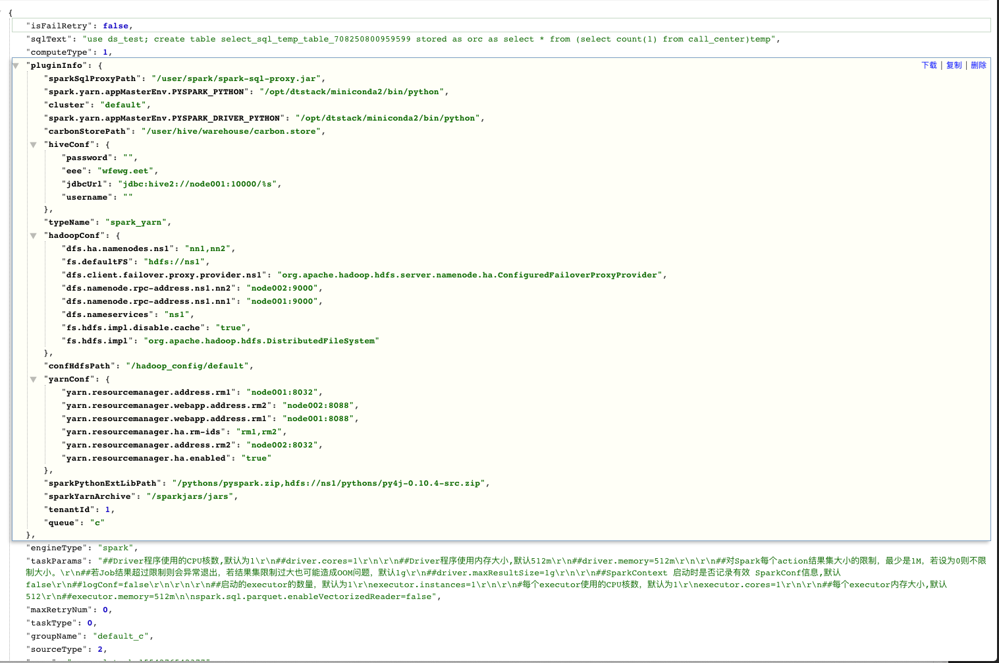 {
"isFailRetry": false,
"sqlText": "use ds_test; create table select_sql_temp_table_708250800959599 stored as orc as select * from (select count(1) from call_center)temp",
"computeType": 1,
"pluginInfo": {
下载 | 复制 | 删除
"sparkSqlProxyPath": "/user/spark/spark-sql-proxy.jar",
"spark.yarn.appMasterEnv.PYSPARK_PYTHON": "/opt/dtstack/miniconda2/bin/python",
"cluster": "default",
"spark.yarn.appMasterEnv.PYSPARK_DRIVER_PYTHON": "/opt/dtstack/miniconda2/bin/python",
"carbonStorePath": "/user/hive/warehouse/carbon.store",
"hiveConf": {
"password": "",
"eee": "wfewg.eet",
"jdbcUrl": "jdbc:hive2://node001:10000/%s",
"username": ""
},
"typeName": "spark_yarn",
"hadoopConf": {
"dfs.ha.namenodes.ns1": "nn1,nn2",
"fs.defaultFS": "hdfs://ns1",
"dfs.client.failover.proxy.provider.ns1": "org.apache.hadoop.hdfs.server.namenode.ha.ConfiguredFailoverProxyProvider",
"dfs.namenode.rpc-address.ns1.nn2": "node002:9000",
"dfs.namenode.rpc-address.ns1.nn1": "node001:9000",
"dfs.nameservices": "ns1",
"fs.hdfs.impl.disable.cache": "true",
"fs.hdfs.impl": "org.apache.hadoop.hdfs.DistributedFileSystem"
},
"confHdfsPath": "/hadoop_config/default",
"yarnConf": {
"yarn.resourcemanager.address.rm1": "node001:8032",
"yarn.resourcemanager.webapp.address.rm2": "node002:8088",
"yarn.resourcemanager.webapp.address.rm1": "node001:8088",
"yarn.resourcemanager.ha.rm-ids": "rm1,rm2",
"yarn.resourcemanager.address.rm2": "node002:8032",
"yarn.resourcemanager.ha.enabled": "true"
},
"sparkPythonExtLibPath": "/pythons/pyspark.zip,hdfs://ns1/pythons/py4j-0.10.4-src.zip",
"sparkYarnArchive": "/sparkjars/jars",
"tenantId": 1,
"queue": "c"
},
"engineType": "spark",
"taskParams": "##Driver程序使用的CPU核数,默认为1\r\n##driver.cores=1\r\n\r\n##Driver程序使用内存大小,默认512m\r\n##driver.memory=512m\r\n\r\n##对Spark每个action结果集大小的限制，最少是1M，若设为0则不限
制大小。\r\n##若Job结果超过限制则会异常退出，若结果集限制过大也可能造成OOM问题，默认1g\r\n##driver.maxResultSize=1g\r\n\r\n##SparkContext 启动时是否记录有效 SparkConf信息,默认
false\r\n##logConf=false\r\n\r\n\r\n##启动的executor的数量，默认为1\r\nexecutor.instances=1\r\n\r\n#每个executor使用的CPU核数，默认为1\r\nexecutor.cores=1\r\n\r\n##每个executor内存大小,默认
512\r\n##executor.memory=512m\n\nspark.sql.parquet.enableVectorizedReader=false",
"maxRetryNum": 0,
"taskType": 0,
"groupName": "default_c",
"sourceType": 2,